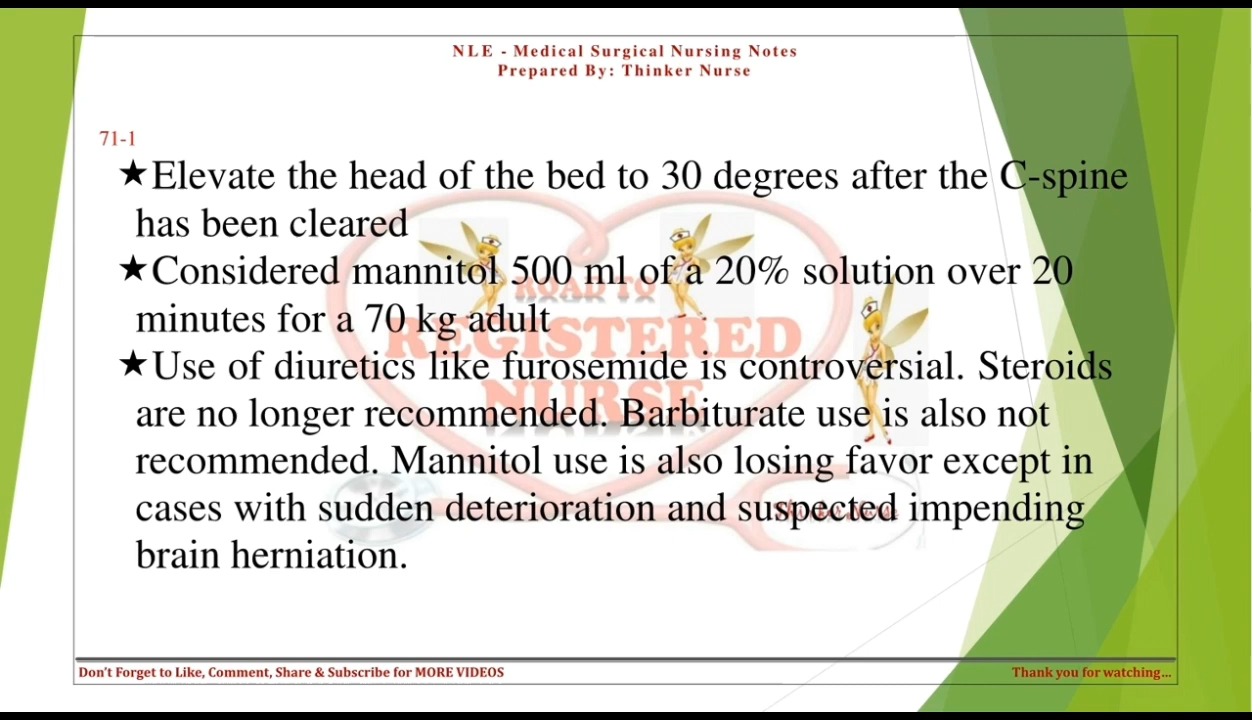 NLE - Medical Surgical Nursing Notes
Prepared By: Thinker Nurse
71-1
★Elevate the head of the bed to 30 degrees after the C-spine
has been cleared
★Considered mannitol 500 ml of a 20% solution over 20
minutes for a 70 kg adult
★Use of diuretics like furosemide is controversial. Steroids
are no longer recommended. Barbiturate use is also not
recommended. Mannitol use is also losing favor except in
cases with sudden deterioration and suspected impending
brain herniation.
ROAD TO
REGISTERED
NURSE
Don't Forget to Like, Comment, Share & Subscribe for MORE VIDEOS
Thank you for watching...